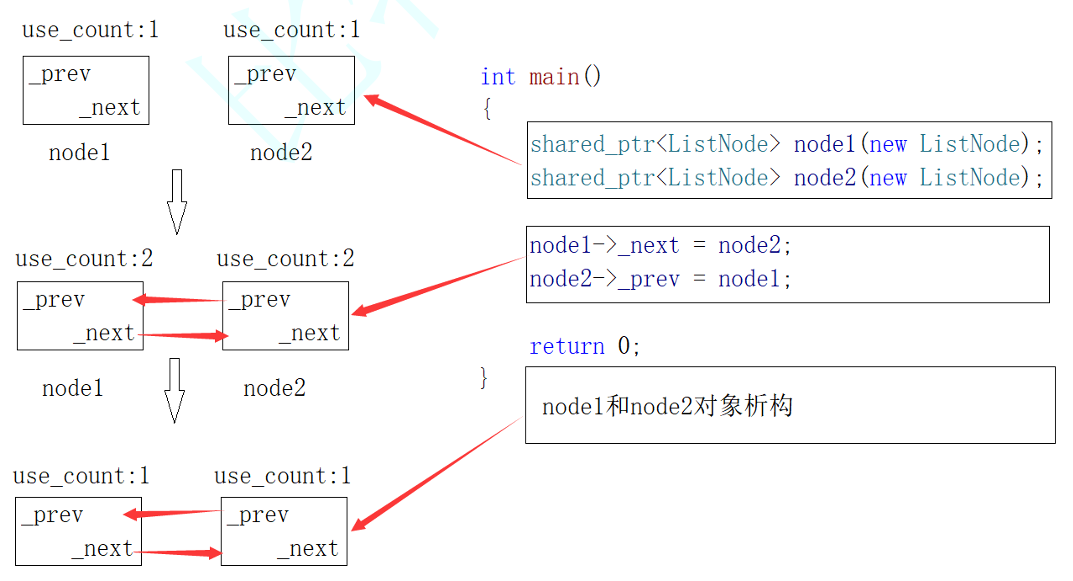 use_count:1 use_count:1
_prev _prev
_next _next
node1 node2
int main()
{
shared_ptr<ListNode> node1(new ListNode);
shared_ptr<ListNode> node2(new ListNode);
use_count:2 use_count:2
_prev _prev
_next _next
node1 node2
node1->_next = node2;
node2->_prev = node1;
return 0;
}
node1和node2对象析构
use_count:1 use_count:1
_prev _prev
_next _next